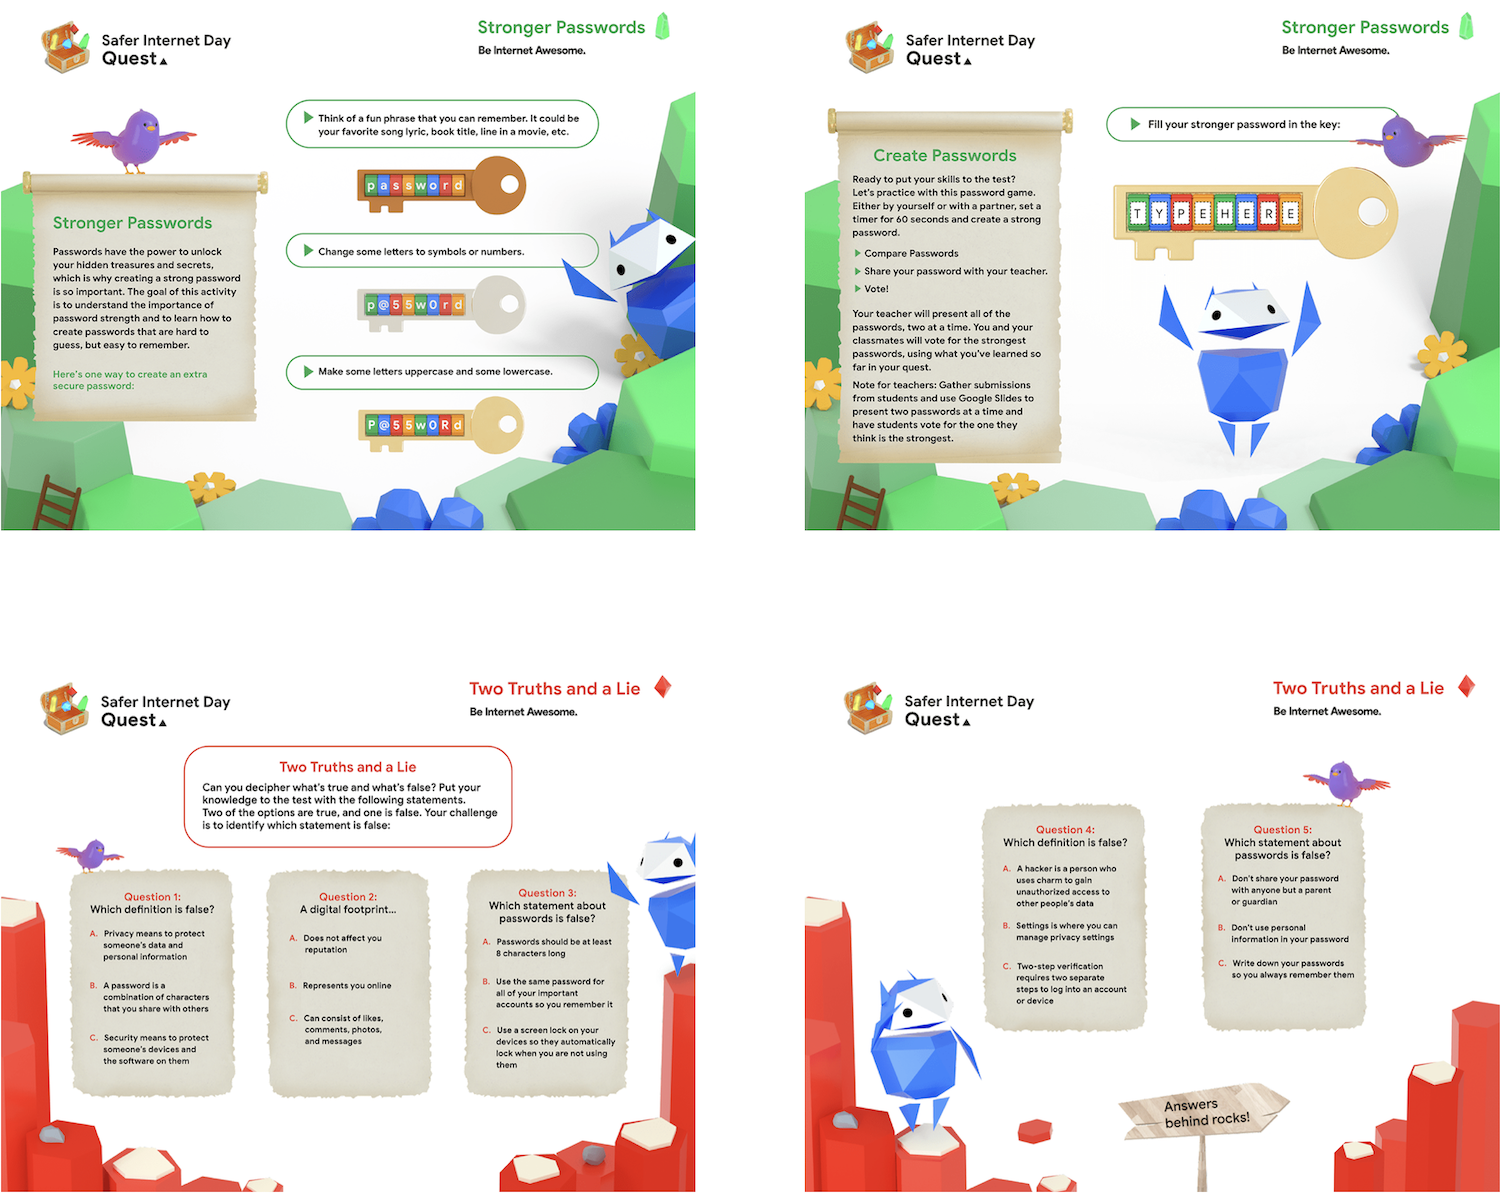 Safer Internet Day
Quest
Stronger Passwords
Be Internet Awesome.
Stronger Passwords
Passwords have the power to unlock
your hidden treasures and secrets,
which is why creating a strong password
is so important. The goal of this activity
is to understand the importance of
password strength and to learn how to
create passwords that are hard to
guess, but easy to remember.
Here's one way to create an extra
secure password:
Think of a fun phrase that you can remember. It could be
your favorite song lyric, book title, line in a movie, etc.
password
Change some letters to symbols or numbers.
p@55w0rd
Make some letters uppercase and some lowercase.
P@55w0Rd
Safer Internet Day
Quest
Stronger Passwords
Be Internet Awesome.
Create Passwords
Ready to put your skills to the test?
Let's practice with this password game.
Either by yourself or with a partner, set a
timer for 60 seconds and create a strong
password.
Compare Passwords
Share your password with your teacher.
Vote!
Your teacher will present all of the
passwords, two at a time. You and your
classmates will vote for the strongest
passwords, using what you've learned so
far in your quest.
Note for teachers: Gather submissions
from students and use Google Slides to
present two passwords at a time and
have students vote for the one they
think is the strongest.
Fill your stronger password in the key:
TYPEHERE
Safer Internet Day
Quest
Two Truths and a Lie
Be Internet Awesome.
Two Truths and a Lie
Can you decipher what's true and what's false? Put your
knowledge to the test with the following statements.
Two of the options are true, and one is false. Your challenge
is to identify which statement is false:
Question 1:
Which definition is false?
A. Privacy means to protect
someone's data and
personal information
B. A password is a
combination of characters
that you share with others
C. Security means to protect
someone's devices and
the software on them
Question 2:
A digital footprint...
A. Does not affect you
reputation
B. Represents you online
C. Can consist of likes,
comments, photos,
and messages
Question 3:
Which statement about
passwords is false?
A. Passwords should be at least
8 characters long
B. Use the same password for
all of your important
accounts so you remember it
C. Use a screen lock on your
devices so they automatically
lock when you are not using
them
Safer Internet Day
Quest
Two Truths and a Lie
Be Internet Awesome.
Question 4:
Which definition is false?
A. A hacker is a person who
uses charm to gain
unauthorized access to
other people's data
B. Settings is where you can
manage privacy settings
C. Two-step verification
requires two separate
steps to log into an account
or device
Question 5:
Which statement about
passwords is false?
A. Don't share your password
with anyone but a parent
or guardian
B. Don't use personal
information in your password
C. Write down your passwords
so you always remember them
Answers
behind rocks!